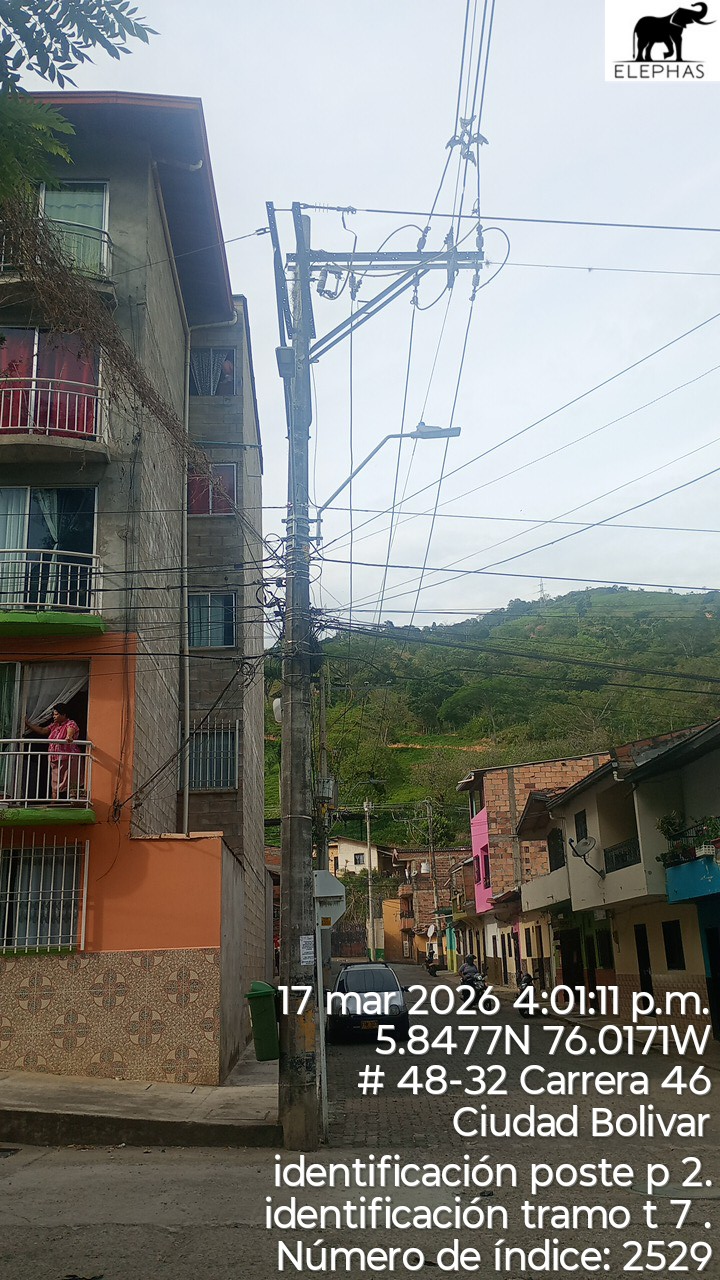 ELEPHAS
17 mar 2026 4:01:11 p.m.
5.8477N 76.0171W
# 48-32 Carrera 46
Ciudad Bolivar
identificación poste p 2.
identificación tramo t 7 .
Número de índice: 2529